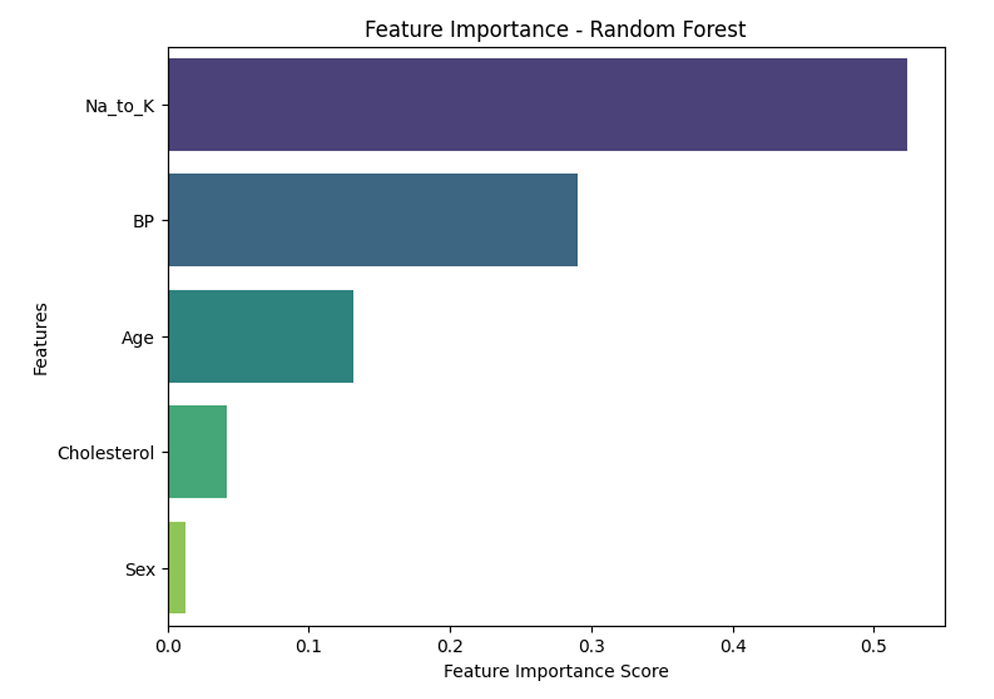 Feature Importance - Random Forest
Na_to_K
BP
Age
Cholesterol
Sex
Features
0.0 0.1 0.2 0.3 0.4 0.5
Feature Importance Score